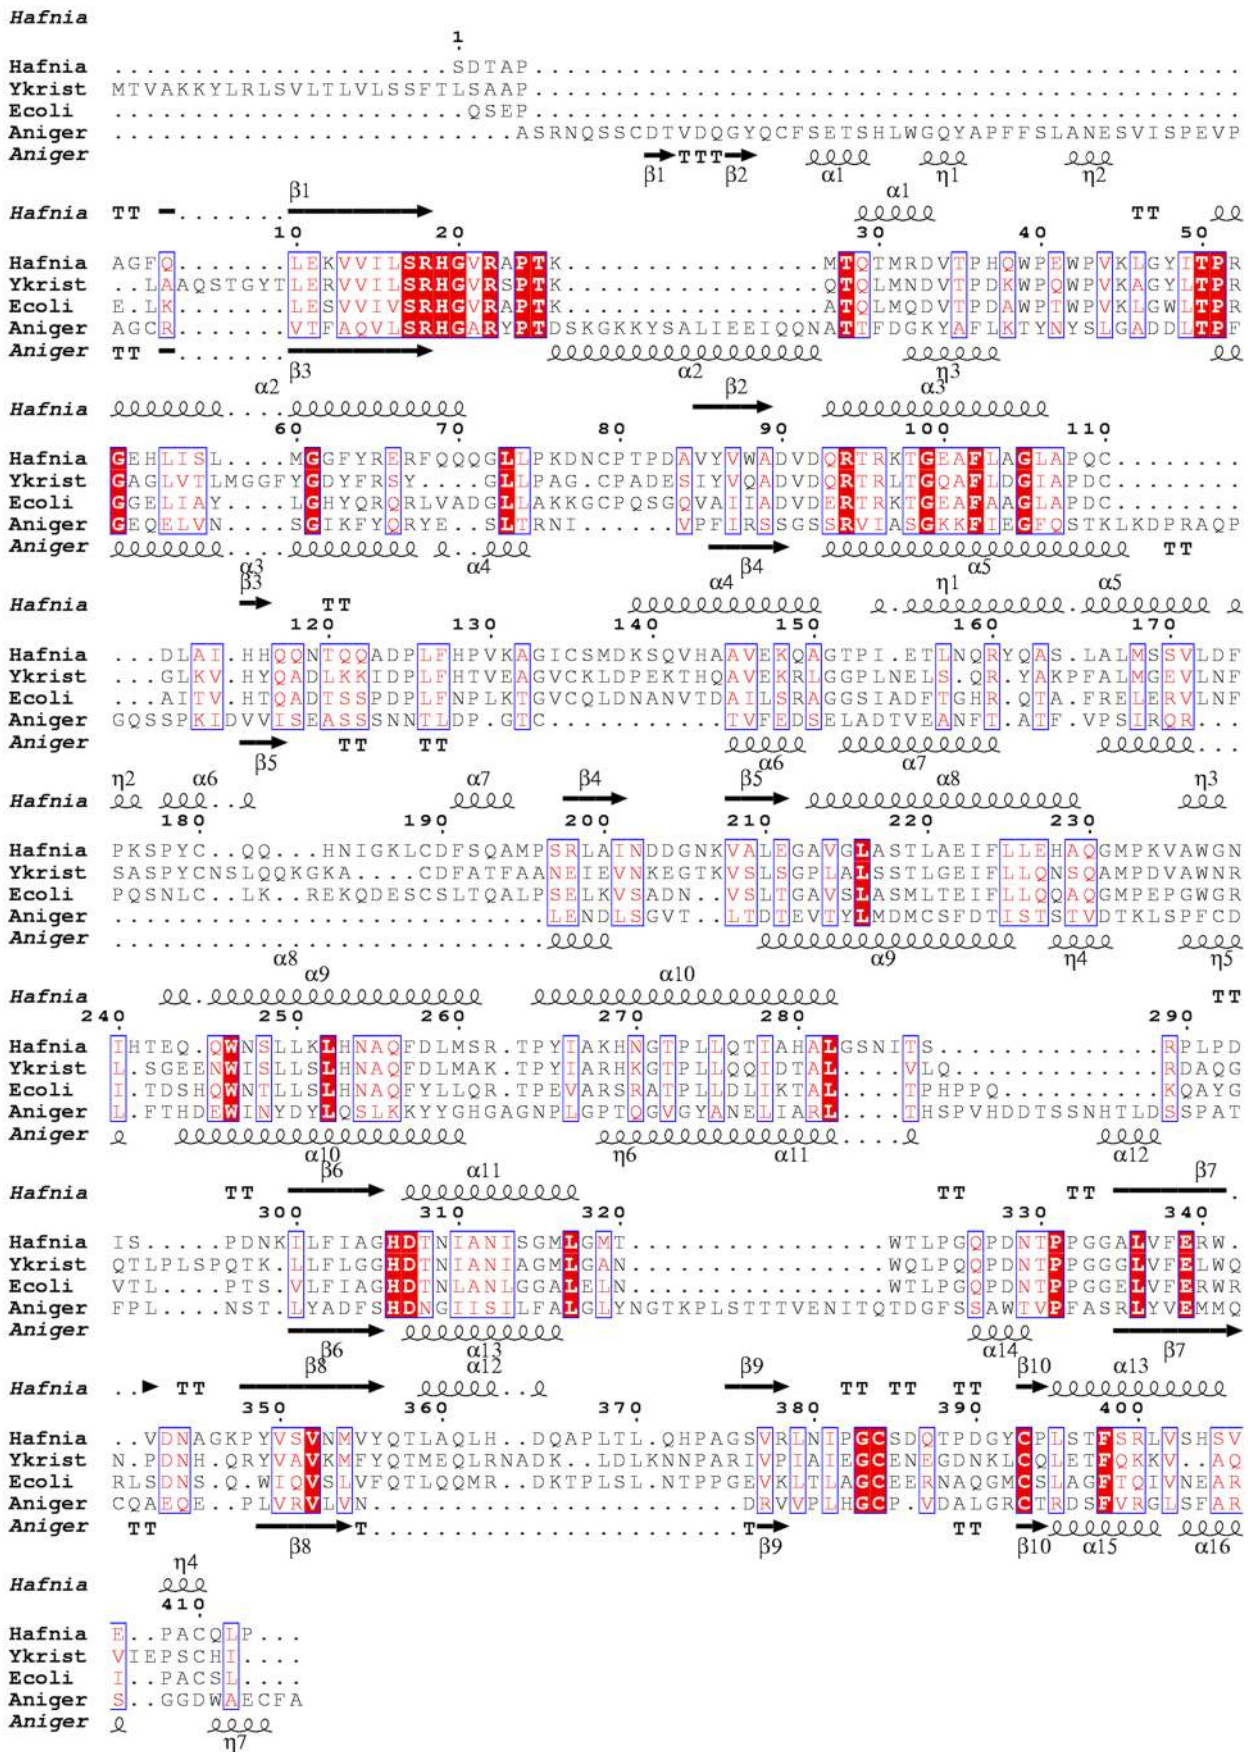 Hafnia
1
Hafnia ....................SDTAP............................................
Ykrist MTVAKKYLRLSVLTLVLSSFTLSAAP............................................
Ecoli .....................QSEP............................................
Aniger .........................ASRNQSSCDTVDQGYQCFSETSHLWGQYAPFFSLANESVISPEVP
Aniger TTT
β1 β2 α1 η1 η2
β1 α1
Hafnia TT TT
10 20 30 40 50
Hafnia AGFQ.......LEKVVILSRHGVRAPTK................MTQTMRDVTPHQWPEWPVKLGYITPR
Ykrist .LAAQSTGYTLERVVILSRHGVRSPTK................QTQLMNDVTPDKWPQWPVKAGYLTPR
Ecoli E.LK.......LESVVILSRHGVRAPTK................ATQLMQDVTPDAWPTWPVKLGWLTPR
Aniger AGCR.......VTFAQVLSRHGARYPTDSKGKKYSALIEEIQQNATTFDGKYAFLKTYNYSLGADDLTPF
Aniger TT
β3 α2 η3
α2 β2 α3
Hafnia
60 70 80 90 100 110
Hafnia GEHLISL....MGGFYRERFQQQGLLPKDNCPTPDAVYVWADVDQRTRKTGEAFLAGLAPQC........
Ykrist GAGLVTLMGGFYGDYFRSY....GLLPAG.CPADESIYVQADVDQRTRLTGQAFLDGIAPDC........
Ecoli GGELIAY....LGHYQRQRLVADGLLAKKGCPQSGQVAIIADVDERTRKTGEAFAAGLAPDC........
Aniger GEQELVN....SGIKFYQRYE..SLTRNI......VPFIRSSGSSRVIASGKKFIEGFQSTKLKDPRAQP
Aniger TT
α3 α4 β4 α5
β3 α4 η1 α5
Hafnia TT
120 130 140 150 160 170
Hafnia ...DLAI.HHQQNTQQADPLFHPVKAGICSMDKSQVHAAVEKQAGTPI.ETLNQRYQAS.LALMSSVLDF
Ykrist ...GLKV.HYQADLKKIDPLFHTVEAGVCKLDPEKTHQAVEKRLGGPLNELS.QR.YAKPFALMGEVLNF
Ecoli ...AITV.HTQADTSSPDPLFNPLKTGVCQLDNANVTDAILSRAGGSIADFTGHR.QTA.FRELERVLNF
Aniger GQSSPKIDVVISEASSSNNTLDP.GTC...........TVFEDSELADTVEANFT.ATF.VPSIRQR...
Aniger TT TT
β5 α6 α7
η2 α6 α7 β4 β5 α8 η3
Hafnia
180 190 200 210 220 230
Hafnia PKSPYC..QQ...HNIGKLCDFSQAMPSRLAINDDGNKVALEGAVGLASTLAEIFLLEHAQGMPKVAWGN
Ykrist SASPYCNSLQQKGKA....CDFATFAANEIEVNKEGTKVSLSGPLALSSTLGEIFLLQNSQAMPDVAWNR
Ecoli PQSNLC..LK..REKQDESCSLTQALPSELKVSADN..VSLTGAVSLASMLTEIFLLQQAQGMPEPGWGR
Aniger ...........................LENDLSGVT..LTDTEVTYLMDMCSFDTISTSTVDTKLSPFCD
Aniger
α8 α9 η4 η5
α9 α10
Hafnia TT
240 250 260 270 280 290
Hafnia IHTEQ.QWNSLLKLHNAQFDLMSR.TPYIAKHNGTPLLQTIAHALGSNITS..............RPLPD
Ykrist L.SGEENWISLLSLHNAQFDLMAK.TPYIARHKGTPLLQQIDTAL....VLQ.............RDAQG
Ecoli I.TDSHQWNTLLSLHNAQFYLLQR.TPEVARSRATPLLDLIKTAL....TPHPPQ..........KQAYG
Aniger L.FTHDEWINYDYLQSLKKYYGHGAGNPLGPTQGVGYANELIARL....THSPVHDDTSSNHTLDSSPAT
Aniger
α10 η6 α11 α12
β6 α11 β7
Hafnia TT TT TT
300 310 320 330 340
Hafnia IS.....PDNKILFIAGHDTNIANISGMLGMT................WTLPGQPDNTPPGGALVFERW.
Ykrist QTLPLSPQTK.LLFLGGHDTNIANIAGMLGAN................WQLPQQPDNTPPGGGLVFELWQ
Ecoli VTL....PTS.VLFIAGHDTNLANLGGALELN................WTLPGQPDNTPPGGELVFERWR
Aniger FPL....NST.LYADFSHDNGIISILFALGLYNGTKPLSTTTVENITQTDGFSSAWTVPFASRLYVEMMQ
Aniger
β6 α13 α14 β7
β8 α12 β9 β10 α13
Hafnia .. TT TT TT TT
350 360 370 380 390 400
Hafnia ..VDNAGKPYVSVNMVYQTLAQLH..DQAPLTL.QHPAGSVRLNIPGCSDQTPDGYCPLSTFSRLVSHSV
Ykrist N.PDNH.QRYVAVKMFYQTMEQLRNADK..LDLKNNPARIVPIAIEGCENEGDNKLCQLETFQKKV..AQ
Ecoli RLSDNS.Q.WIQVSLVFQTLQQMR.DKTPLSL.NTPPGEVKLTLAGCEERNAQGMCSLAGFTQIVNEAR
Aniger CQAEQE..PLVRVLVN........................DRVVPLHGCP.VDALGRCTRDSFVRGLSFAR
Aniger TT T T TT
β8 β9 β10 α15 α16
η4
Hafnia
410
Hafnia E..PACQLP...
Ykrist VIEPSCHI....
Ecoli I..PACSL....
Aniger S..GGDWAECFA
Aniger
η7